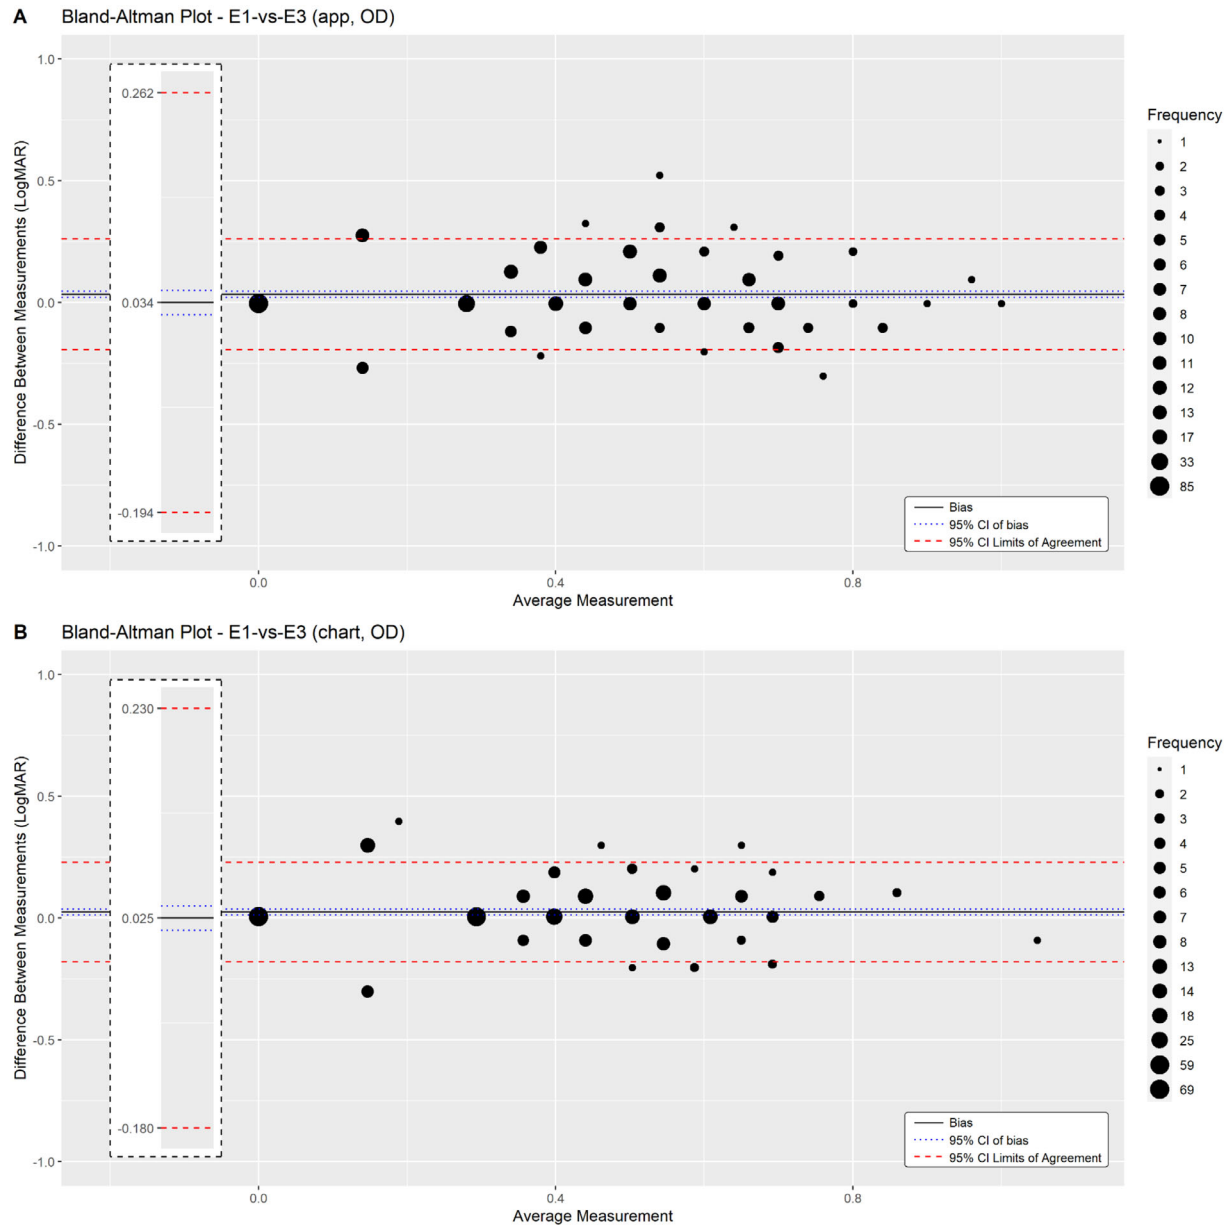 A Bland-Altman Plot - E1-vs-E3 (app, OD)
Difference Between Measurements (LogMAR)
1.0
0.5
0.0
-0.5
-1.0
0.262
0.034
-0.194
Bias
95% CI of bias
95% CI Limits of Agreement
0.0 0.4 0.8
Average Measurement
Frequency
1
2
3
4
5
6
7
8
10
11
12
13
17
33
85
B Bland-Altman Plot - E1-vs-E3 (chart, OD)
Difference Between Measurements (LogMAR)
1.0
0.5
0.0
-0.5
-1.0
0.230
0.025
-0.180
Bias
95% CI of bias
95% CI Limits of Agreement
0.0 0.4 0.8
Average Measurement
Frequency
1
2
3
4
5
6
7
8
13
14
18
25
59
69